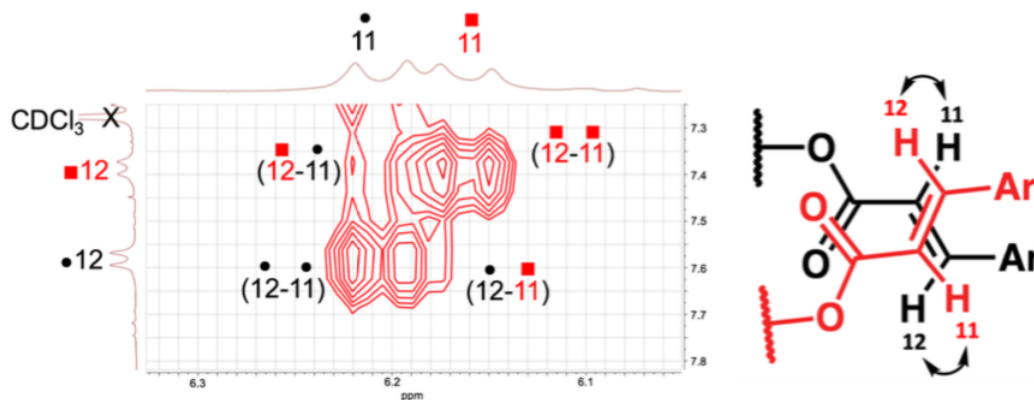 11 11
CDCl₃ X
12
12
(12-11) (12-11)
(12-11) (12-11)
7.3
7.4
7.5
7.6
7.7
7.8
6.3 6.2 6.1
ppm
12 11
H H
O
O
O
O
Ar
Ar
H H
12 11